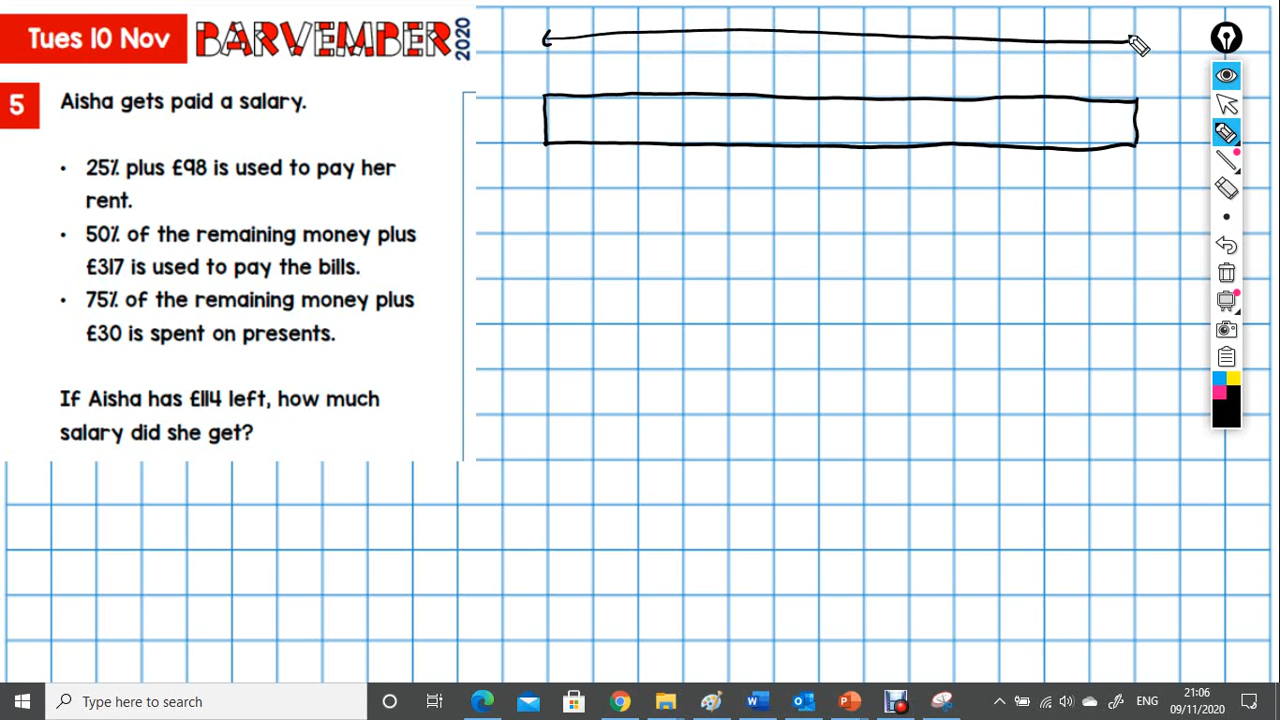 Tues 10 Nov
BARVEMBER
2020
5
Aisha gets paid a salary.
• 25% plus £98 is used to pay her
rent.
• 50% of the remaining money plus
£317 is used to pay the bills.
• 75% of the remaining money plus
£30 is spent on presents.
If Aisha has £114 left, how much
salary did she get?
Type here to search
ENG
21:06
09/11/2020